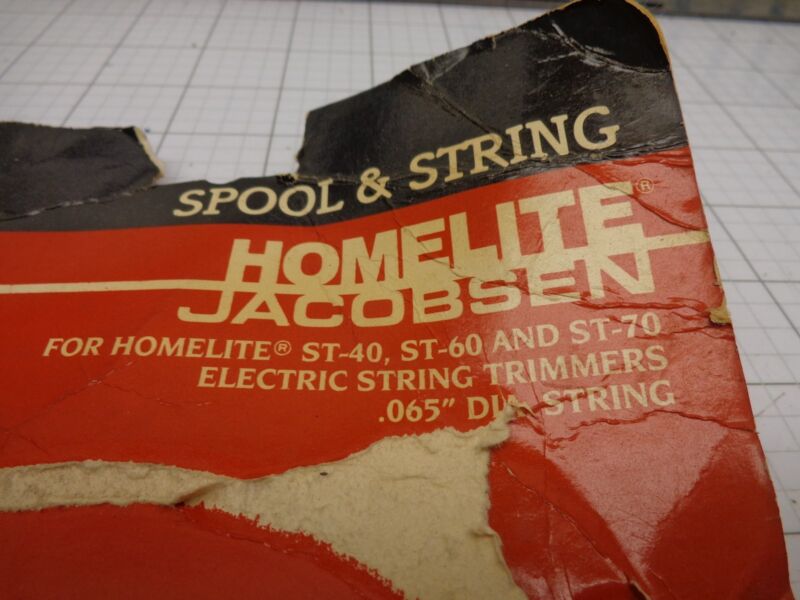 SPOOL & STRING
HOMELITE®
JACOBSEN
FOR HOMELITE® ST-40, ST-60 AND ST-70
ELECTRIC STRING TRIMMERS
.065" DIA. STRING